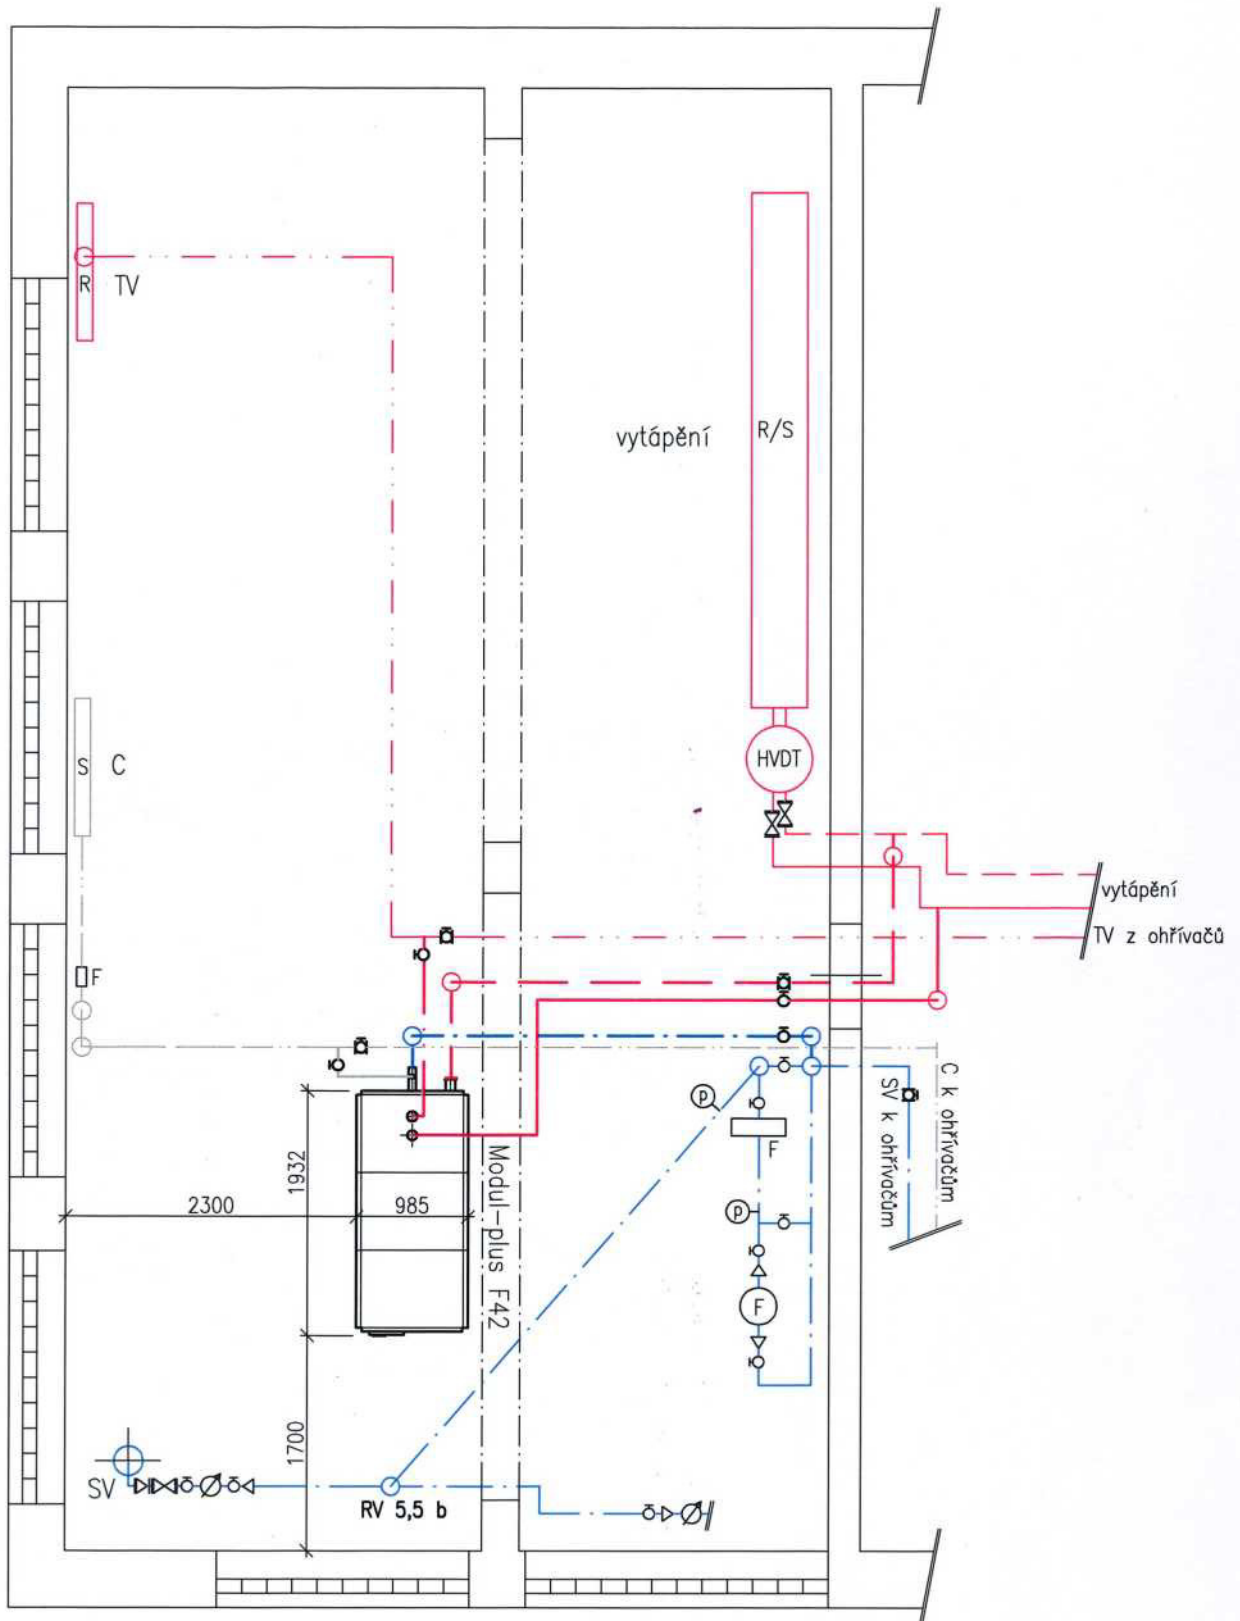 R TV
vytápění
R/S
S C
HVDT
vytápění
TV z ohřívačů
F
P
F
SV k ohřívačům
C k ohřívačům
1932
2300
985
Modul-plus F42
P
F
1700
SV
RV 5,5 b